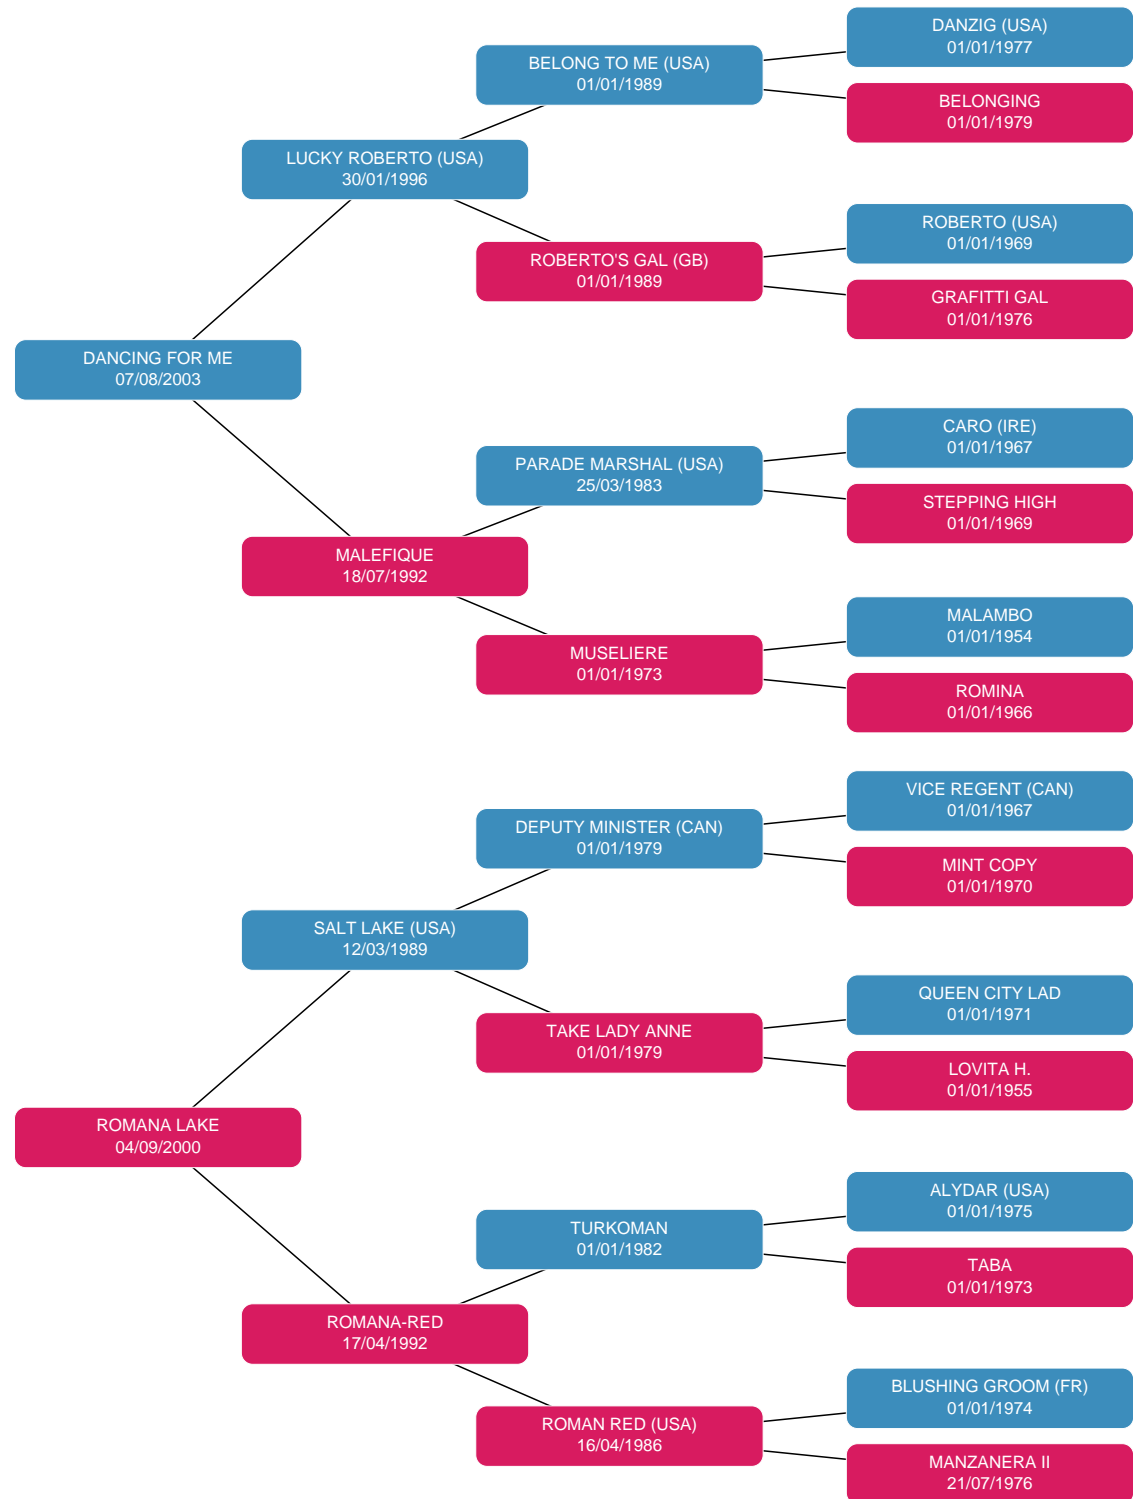 DANZIG (USA)
01/01/1977
BELONG TO ME (USA)
01/01/1989
BELONGING
01/01/1979
LUCKY ROBERTO (USA)
30/01/1996
ROBERTO (USA)
01/01/1969
ROBERTO'S GAL (GB)
01/01/1989
GRAFITTI GAL
01/01/1976
DANCING FOR ME
07/08/2003
CARO (IRE)
01/01/1967
PARADE MARSHAL (USA)
25/03/1983
STEPPING HIGH
01/01/1969
MALEFIQUE
18/07/1992
MALAMBO
01/01/1954
MUSELIERE
01/01/1973
ROMINA
01/01/1966
VICE REGENT (CAN)
01/01/1967
DEPUTY MINISTER (CAN)
01/01/1979
MINT COPY
01/01/1970
SALT LAKE (USA)
12/03/1989
QUEEN CITY LAD
01/01/1971
TAKE LADY ANNE
01/01/1979
LOVITA H.
01/01/1955
ROMANA LAKE
04/09/2000
ALYDAR (USA)
01/01/1975
TURKOMAN
01/01/1982
TABA
01/01/1973
ROMANA-RED
17/04/1992
BLUSHING GROOM (FR)
01/01/1974
ROMAN RED (USA)
16/04/1986
MANZANERA II
21/07/1976